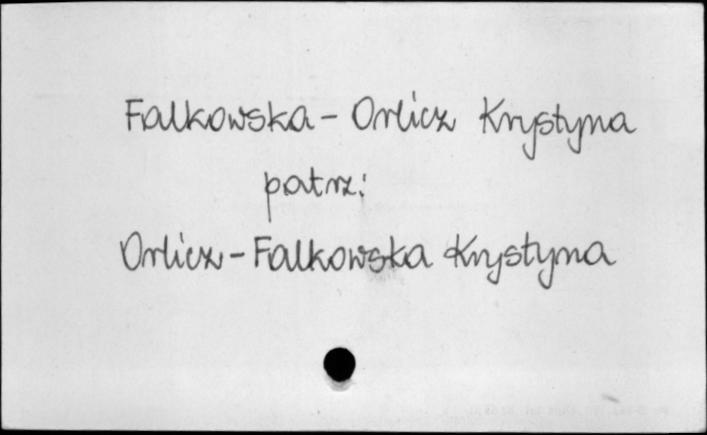 Falkowska - Orlicz Krystyna
patrz:
Orlicz - Falkowska Krystyna